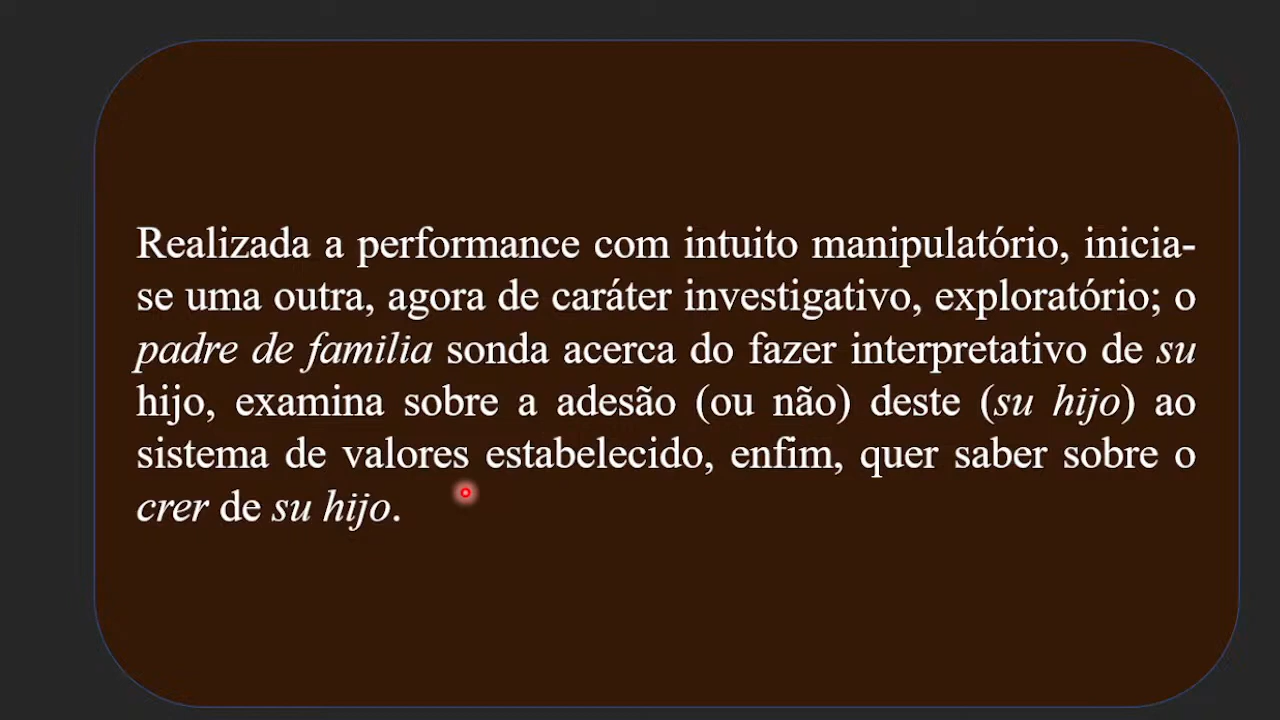 Realizada a performance com intuito manipulatório, inicia-
se uma outra, agora de caráter investigativo, exploratório; o
padre de familia sonda acerca do fazer interpretativo de su
hijo, examina sobre a adesão (ou não) deste (su hijo) ao
sistema de valores estabelecido, enfim, quer saber sobre o
crer de su hijo.